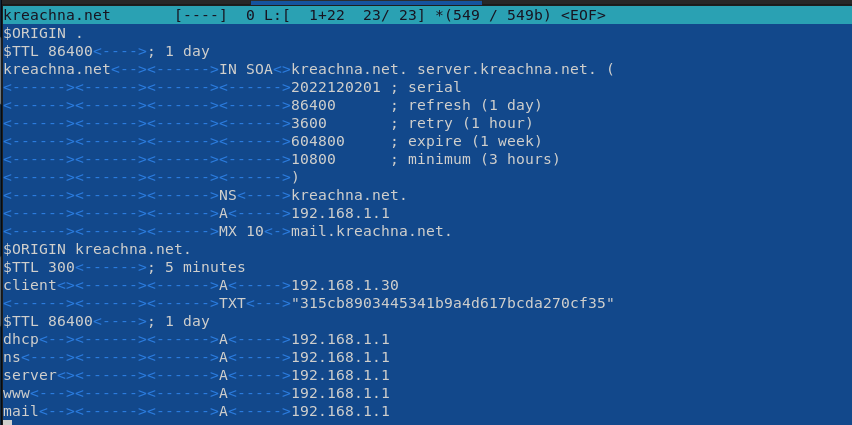 kreachna.net [----] 0 L:[ 1+22 23/ 23] *(549 / 549b) <EOF>
$ORIGIN .
$TTL 86400<---->; 1 day
kreachna.net<--><------>IN SOA<>kreachna.net. server.kreachna.net. (
<------><------><------><------>2022120201 ; serial
<------><------><------><------>86400 ; refresh (1 day)
<------><------><------><------>3600 ; retry (1 hour)
<------><------><------><------>604800 ; expire (1 week)
<------><------><------><------>10800 ; minimum (3 hours)
<------><------><------><------>)
<------><------><------>NS<---->kreachna.net.
<------><------><------>A<----->192.168.1.1
<------><------><------>MX 10<->mail.kreachna.net.
$ORIGIN kreachna.net.
$TTL 300<------>; 5 minutes
client<><------><------>A<----->192.168.1.30
<------><------><------>TXT<--->"315cb8903445341b9a4d617bcda270cf35"
$TTL 86400<---->; 1 day
dhcp<--><------><------>A<----->192.168.1.1
ns<----><------><------>A<----->192.168.1.1
server<><------><------>A<----->192.168.1.1
www<---><------><------>A<----->192.168.1.1
mail<--><------><------>A<----->192.168.1.1